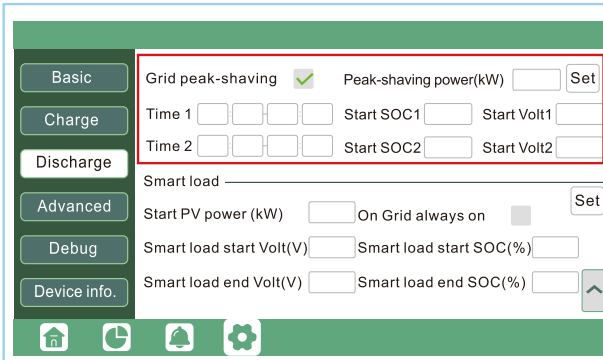 Basic
Charge
Discharge
Advanced
Debug
Device info.
Grid peak-shaving Peak-shaving power(kW) Set
Time 1 Start SOC1 Start Volt1
Time 2 Start SOC2 Start Volt2
Smart load
Set
Start PV power (kW) On Grid always on
Smart load start Volt(V) Smart load start SOC(%)
Smart load end Volt(V) Smart load end SOC(%)